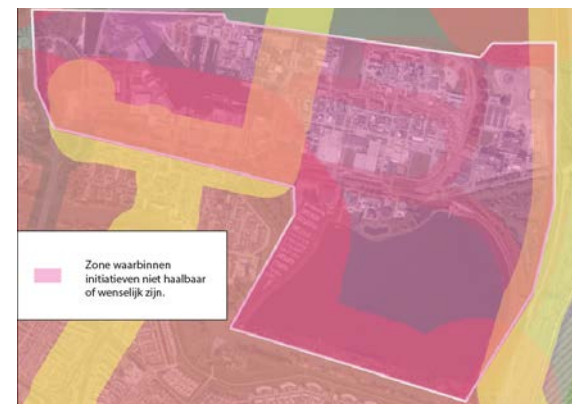 Zone waarbinnen
initiatieven niet haalbaar
of wenselijk zijn.